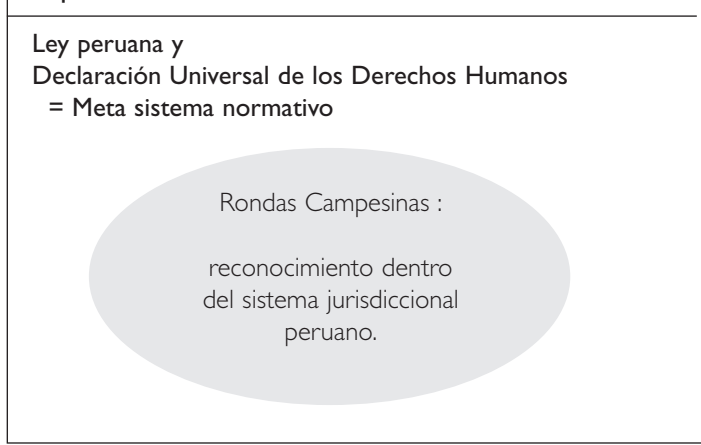 Ley peruana y
Declaración Universal de los Derechos Humanos
= Meta sistema normativo
Rondas Campesinas :
reconocimiento dentro
del sistema jurisdiccional
peruano.